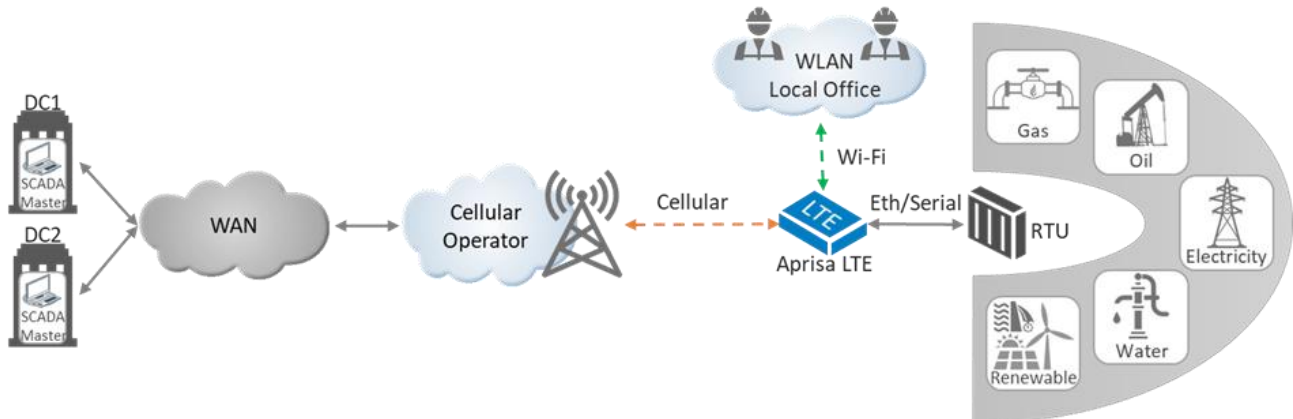 DC1
SCADA
Master
DC2
SCADA
Master
WAN
Cellular
Operator
Cellular
WLAN
Local Office
Wi-Fi
LTE
Aprisa LTE
Eth/Serial
RTU
Gas
Oil
Electricity
Water
Renewable